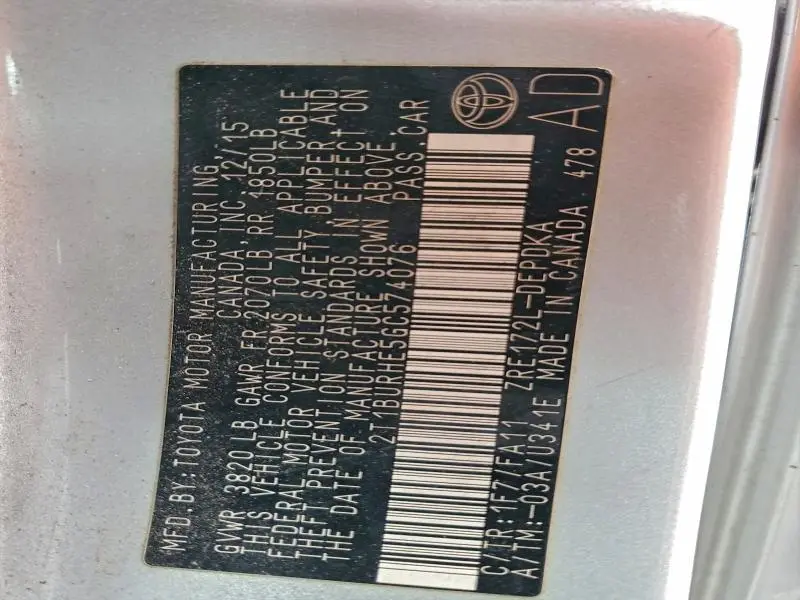 MFD.BY: TOYOTA MOTOR MANUFACTURING,
CANADA, INC. 12/15
GVWR 3820 LB GAWR FR 2070LB RR 1850LB
THIS VEHICLE CONFORMS TO ALL APPLICABLE
FEDERAL MOTOR VEHICLE SAFETY, BUMPER, AND
THEFT PREVENTION STANDARDS IN EFFECT ON
THE DATE OF MANUFACTURE SHOWN ABOVE.
2T1BURHE5GC574076 PASS.CAR
C/TR: 1F7/FA11 ZRE172L-DEPDKA
A/TM:-03A/U341E MADE IN CANADA 478
AD